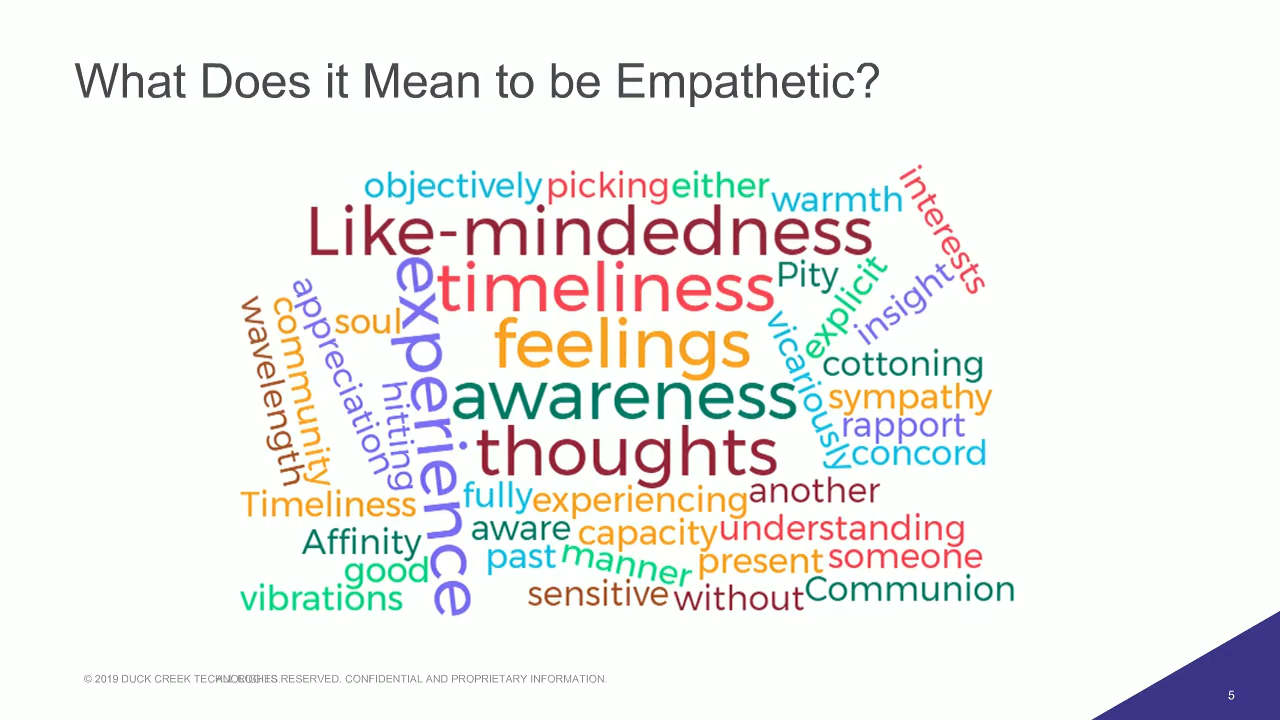 What Does it Mean to be Empathetic?
objectively picking either warmth interests
Like-mindedness
experience timeliness Pity explicit insight
wavelength community appreciation soul feelings vicariously
cottoning
hitting awareness sympathy
rapport
thoughts concord
Timeliness fully experiencing another
Affinity aware capacity understanding
good past manner present someone
vibrations sensitive without Communion
© 2019 DUCK CREEK TECHNOLOGIES. ALL RIGHTS RESERVED. CONFIDENTIAL AND PROPRIETARY INFORMATION.
5